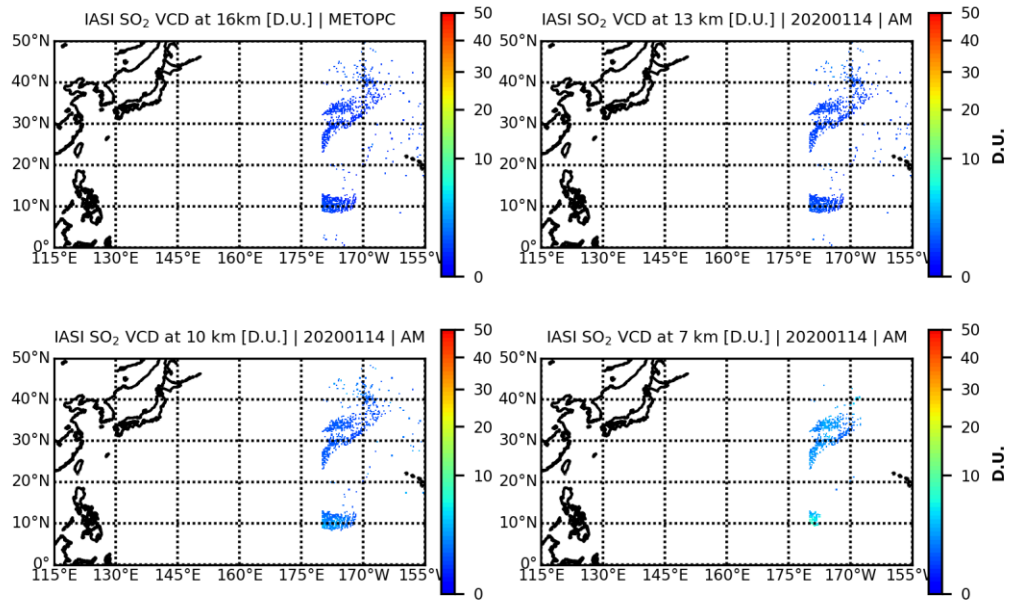 IASI SO₂ VCD at 16km [D.U.] | METOPC
50°N
40°N
30°N
20°N
10°N
0°
115°E 130°E 145°E 160°E 175°E 170°W 155°W
50
40
30
20
10
0
IASI SO₂ VCD at 13 km [D.U.] | 20200114 | AM
50°N
40°N
30°N
20°N
10°N
0°
115°E 130°E 145°E 160°E 175°E 170°W 155°W
50
40
30
20
10
0
D.U.
IASI SO₂ VCD at 10 km [D.U.] | 20200114 | AM
50°N
40°N
30°N
20°N
10°N
0°
115°E 130°E 145°E 160°E 175°E 170°W 155°W
50
40
30
20
10
0
IASI SO₂ VCD at 7 km [D.U.] | 20200114 | AM
50°N
40°N
30°N
20°N
10°N
0°
115°E 130°E 145°E 160°E 175°E 170°W 155°W
50
40
30
20
10
0
D.U.